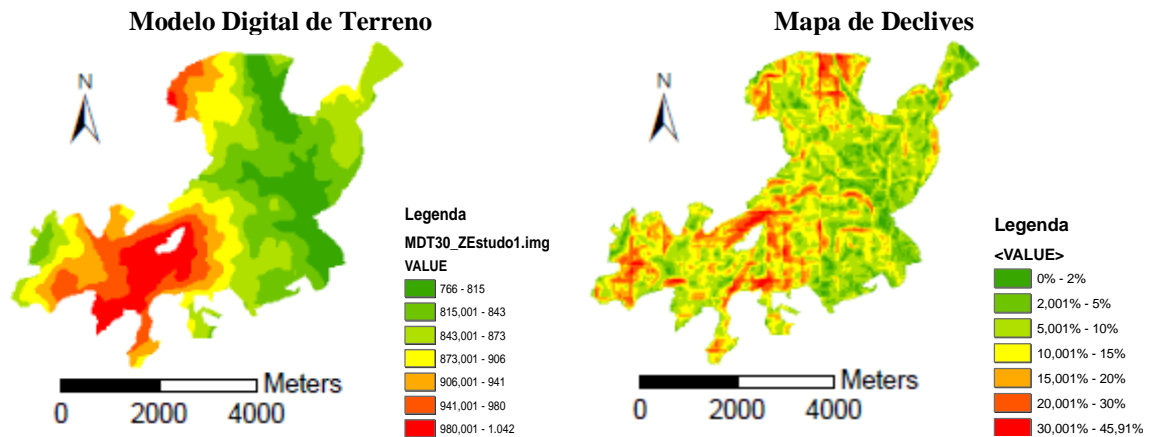 Modelo Digital de Terreno
N
Legenda
MDT30_ZEstudo1.img
VALUE
766 - 815
815,001 - 843
843,001 - 873
873,001 - 906
906,001 - 941
941,001 - 980
980,001 - 1.042
Meters
0 2000 4000
Mapa de Declives
N
Legenda
<VALUE>
0% - 2%
2,001% - 5%
5,001% - 10%
10,001% - 15%
15,001% - 20%
20,001% - 30%
30,001% - 45,91%
Meters
0 2000 4000